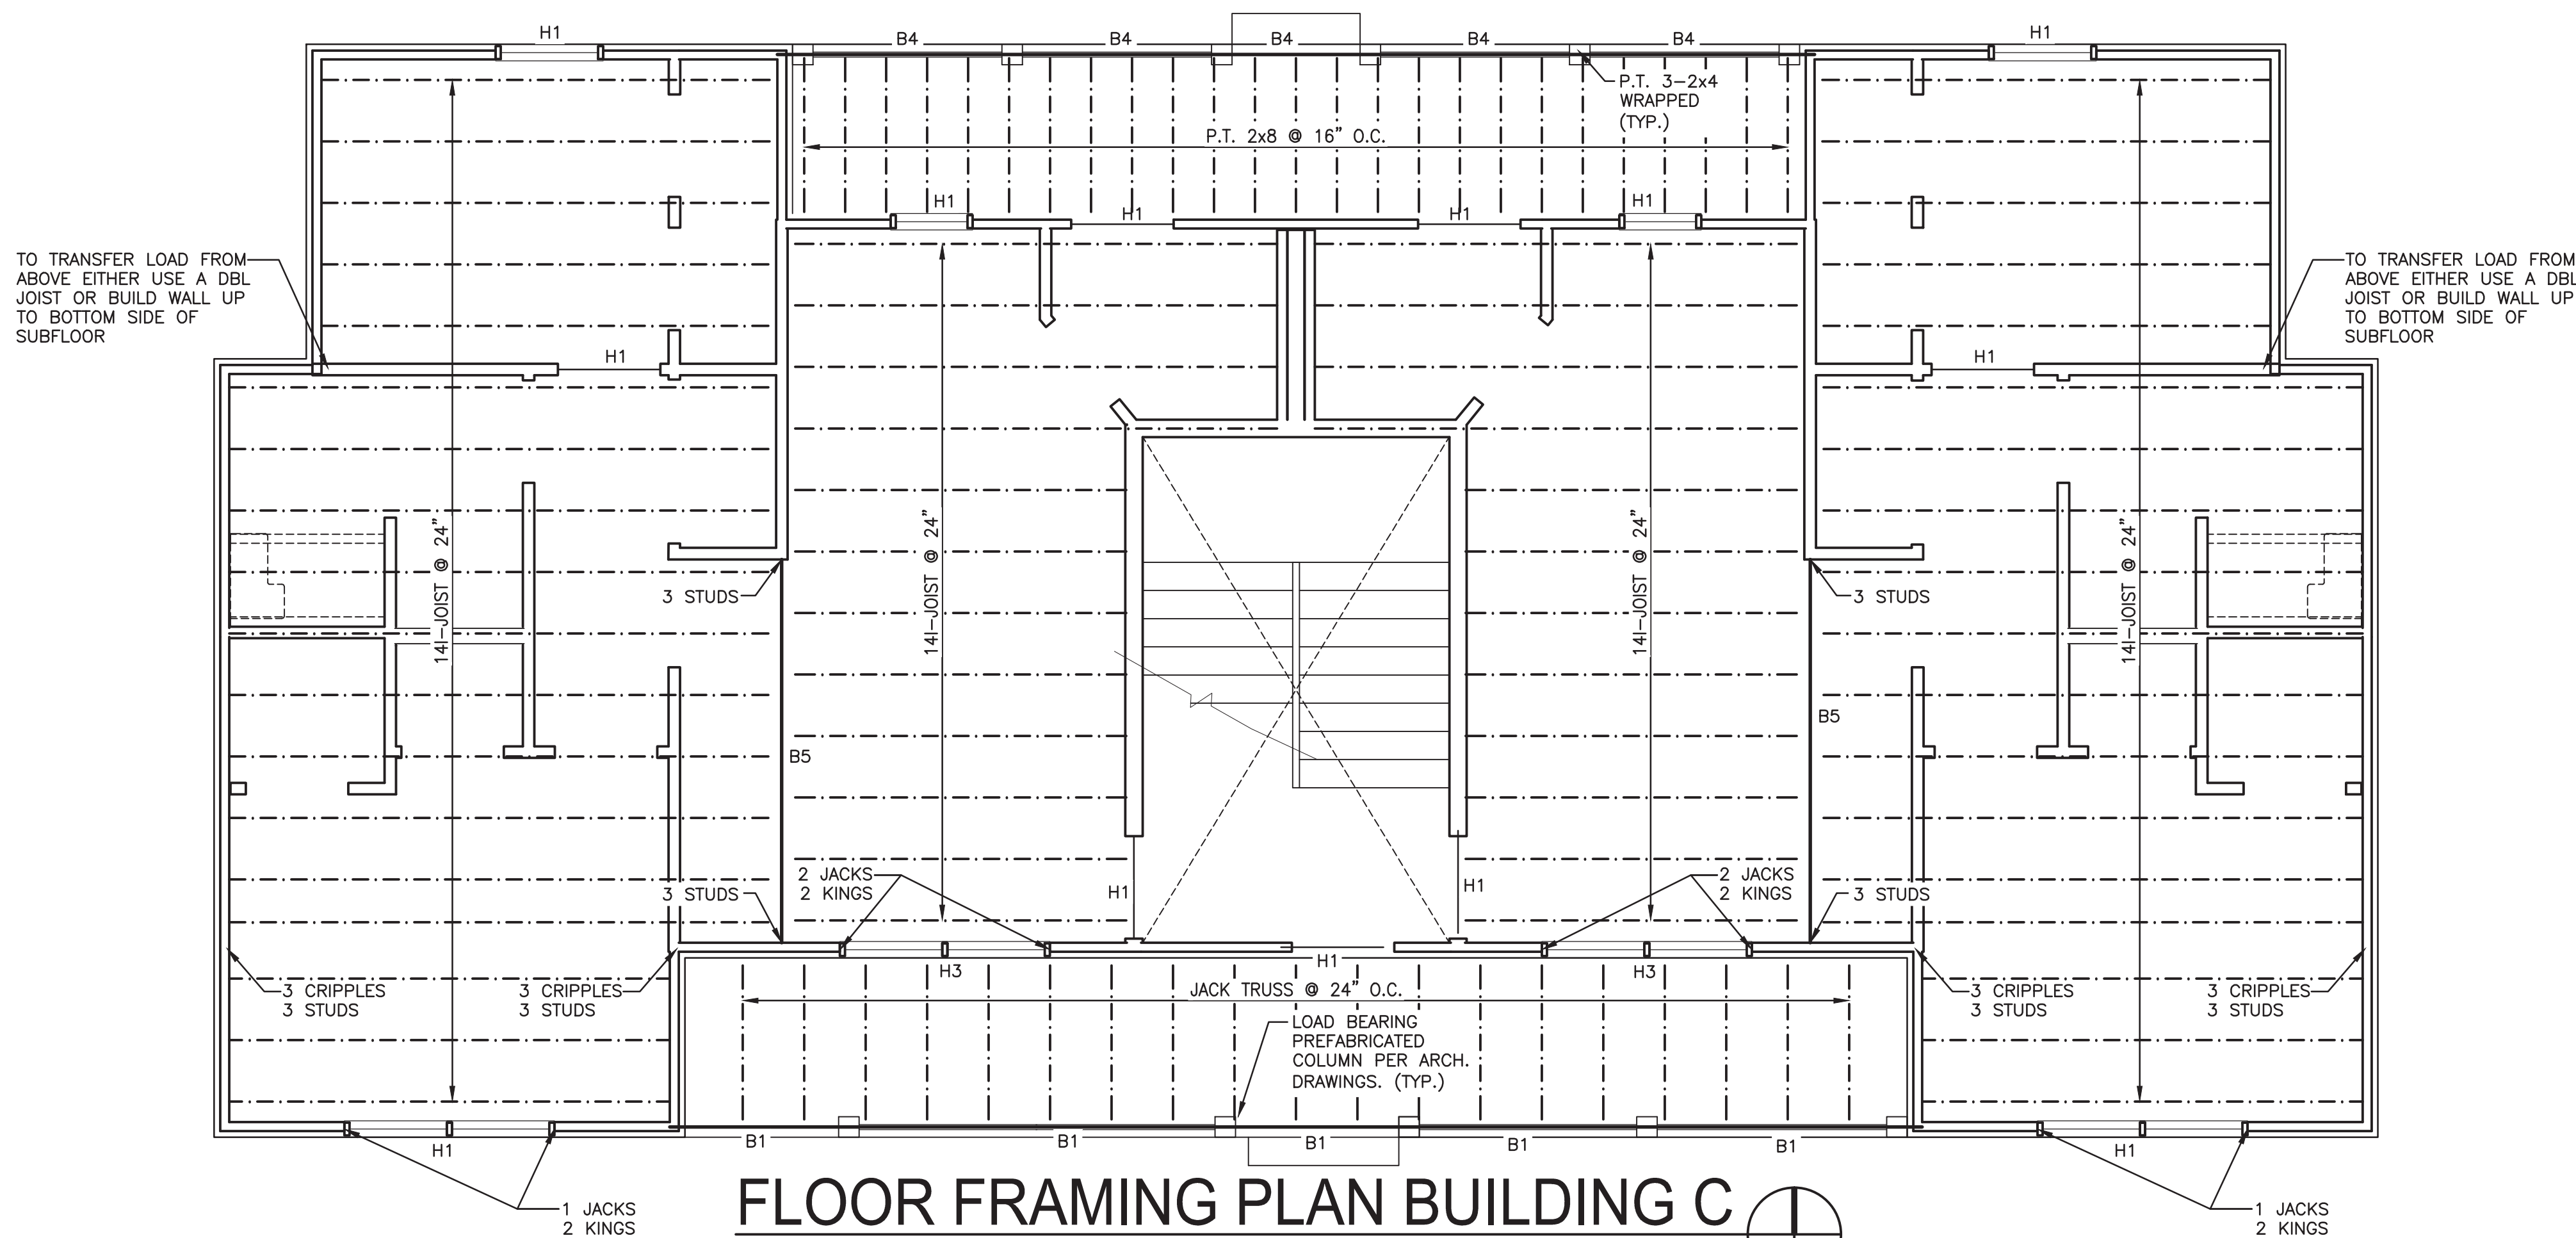 H1
B4
B4
B4
B4
B4
H1
P.T. 3-2x4
WRAPPED
(TYP.)
P.T. 2x8 @ 16" O.C.
H1
H1
H1
H1
TO TRANSFER LOAD FROM
ABOVE EITHER USE A DBL
JOIST OR BUILD WALL UP
TO BOTTOM SIDE OF
SUBFLOOR
TO TRANSFER LOAD FROM
ABOVE EITHER USE A DBL
JOIST OR BUILD WALL UP
TO BOTTOM SIDE OF
SUBFLOOR
H1
H1
14I-JOIST @ 24"
14I-JOIST @ 24"
14I-JOIST @ 24"
14I-JOIST @ 24"
3 STUDS
3 STUDS
B5
B5
3 STUDS
2 JACKS
2 KINGS
H1
H1
2 JACKS
2 KINGS
3 STUDS
H3
H1
H3
3 CRIPPLES
3 STUDS
3 CRIPPLES
3 STUDS
JACK TRUSS @ 24" O.C.
3 CRIPPLES
3 STUDS
3 CRIPPLES
3 STUDS
LOAD BEARING
PREFABRICATED
COLUMN PER ARCH.
DRAWINGS. (TYP.)
H1
B1
B1
B1
B1
B1
H1
1 JACKS
2 KINGS
FLOOR FRAMING PLAN BUILDING C
1 JACKS
2 KINGS